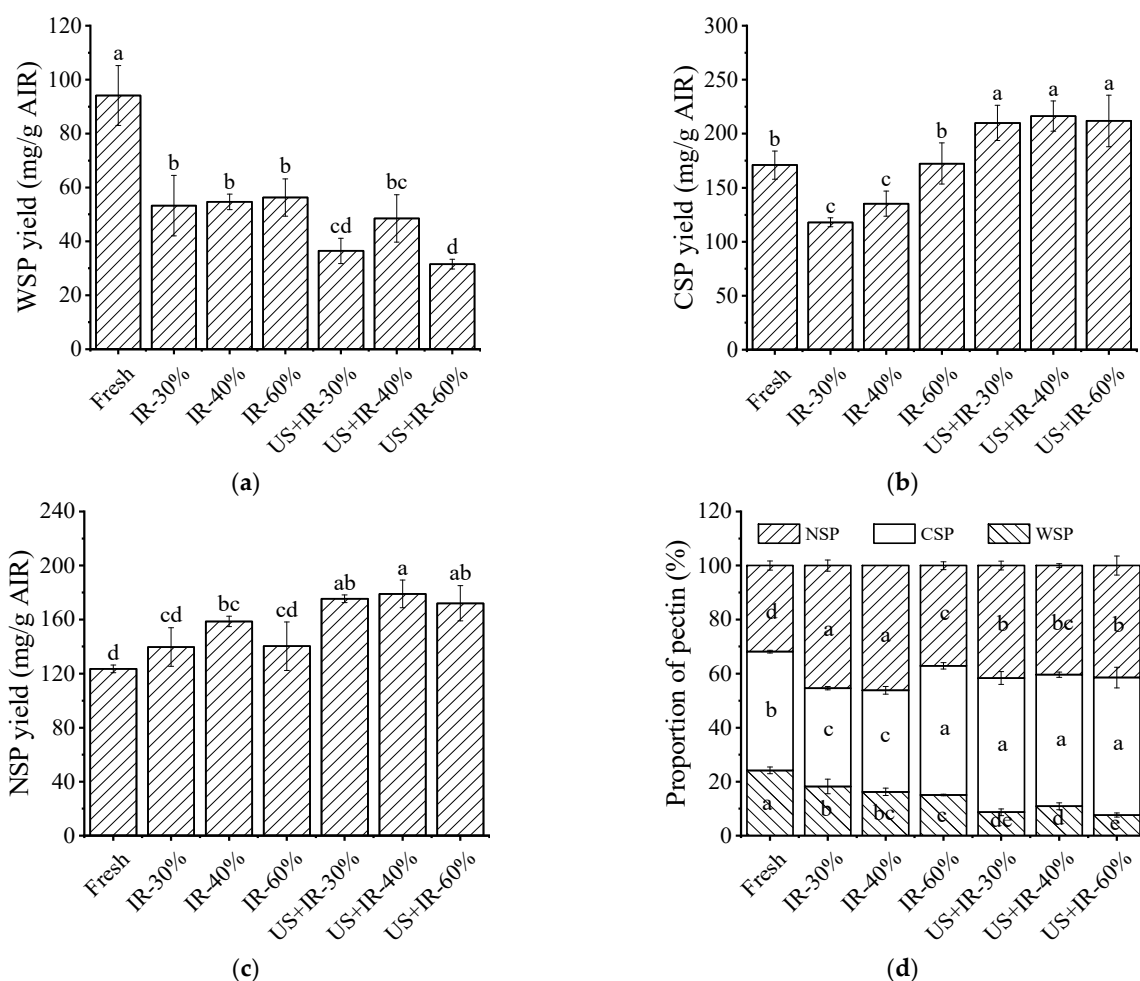 120
100
80
60
40
20
0
WSP yield (mg/g AIR)
a
b
b
b
cd
bc
d
Fresh
IR-30%
IR-40%
IR-60%
US+IR-30%
US+IR-40%
US+IR-60%
(a)
300
250
200
150
100
50
0
CSP yield (mg/g AIR)
b
c
c
b
a
a
a
Fresh
IR-30%
IR-40%
IR-60%
US+IR-30%
US+IR-40%
US+IR-60%
(b)
240
200
160
120
80
40
0
NSP yield (mg/g AIR)
d
cd
bc
cd
ab
a
ab
Fresh
IR-30%
IR-40%
IR-60%
US+IR-30%
US+IR-40%
US+IR-60%
(c)
120
100
80
60
40
20
0
Proportion of pectin (%)
NSP CSP WSP
d a a c b bc b
b c c a a a a
a b bc c de d e
Fresh
IR-30%
IR-40%
IR-60%
US+IR-30%
US+IR-40%
US+IR-60%
(d)